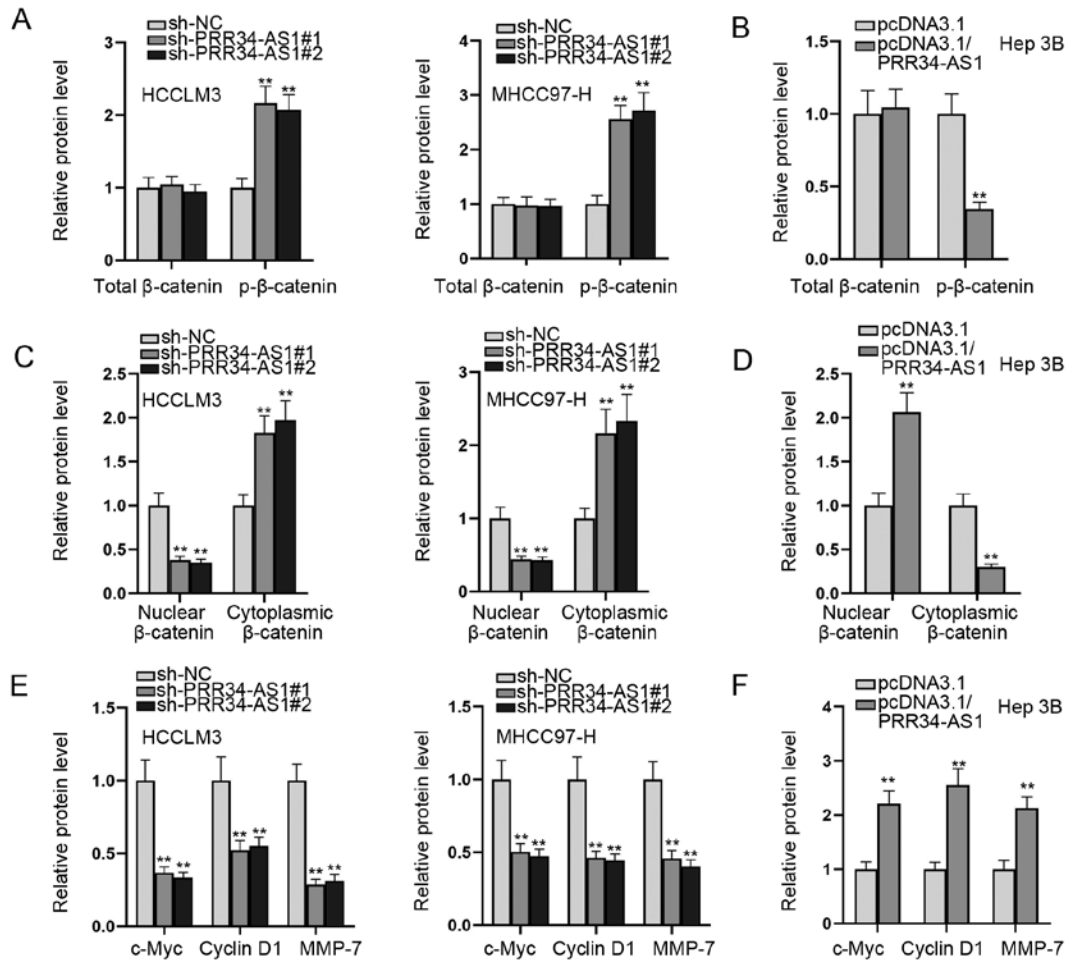 A
sh-NC
sh-PRR34-AS1#1
sh-PRR34-AS1#2
HCCLM3
Relative protein level
3
2
1
0
Total β-catenin
p-β-catenin
** **
sh-NC
sh-PRR34-AS1#1
sh-PRR34-AS1#2
MHCC97-H
Relative protein level
4
3
2
1
0
Total β-catenin
p-β-catenin
** **
B
pcDNA3.1
pcDNA3.1/
PRR34-AS1
Hep 3B
Relative protein level
1.5
1.0
0.5
0.0
Total β-catenin
p-β-catenin
**
C
sh-NC
sh-PRR34-AS1#1
sh-PRR34-AS1#2
HCCLM3
Relative protein level
2.5
2.0
1.5
1.0
0.5
0.0
** **
** **
Nuclear
β-catenin
Cytoplasmic
β-catenin
sh-NC
sh-PRR34-AS1#1
sh-PRR34-AS1#2
MHCC97-H
Relative protein level
3
2
1
0
** **
** **
Nuclear
β-catenin
Cytoplasmic
β-catenin
D
pcDNA3.1
pcDNA3.1/
PRR34-AS1
Hep 3B
Relative protein level
2.5
2.0
1.5
1.0
0.5
0.0
**
**
Nuclear
β-catenin
Cytoplasmic
β-catenin
E
sh-NC
sh-PRR34-AS1#1
sh-PRR34-AS1#2
HCCLM3
Relative protein level
1.5
1.0
0.5
0.0
** **
** **
** **
c-Myc
Cyclin D1
MMP-7
sh-NC
sh-PRR34-AS1#1
sh-PRR34-AS1#2
MHCC97-H
Relative protein level
1.5
1.0
0.5
0.0
** **
** **
** **
c-Myc
Cyclin D1
MMP-7
F
pcDNA3.1
pcDNA3.1/
PRR34-AS1
Hep 3B
Relative protein level
4
3
2
1
0
**
**
**
c-Myc
Cyclin D1
MMP-7